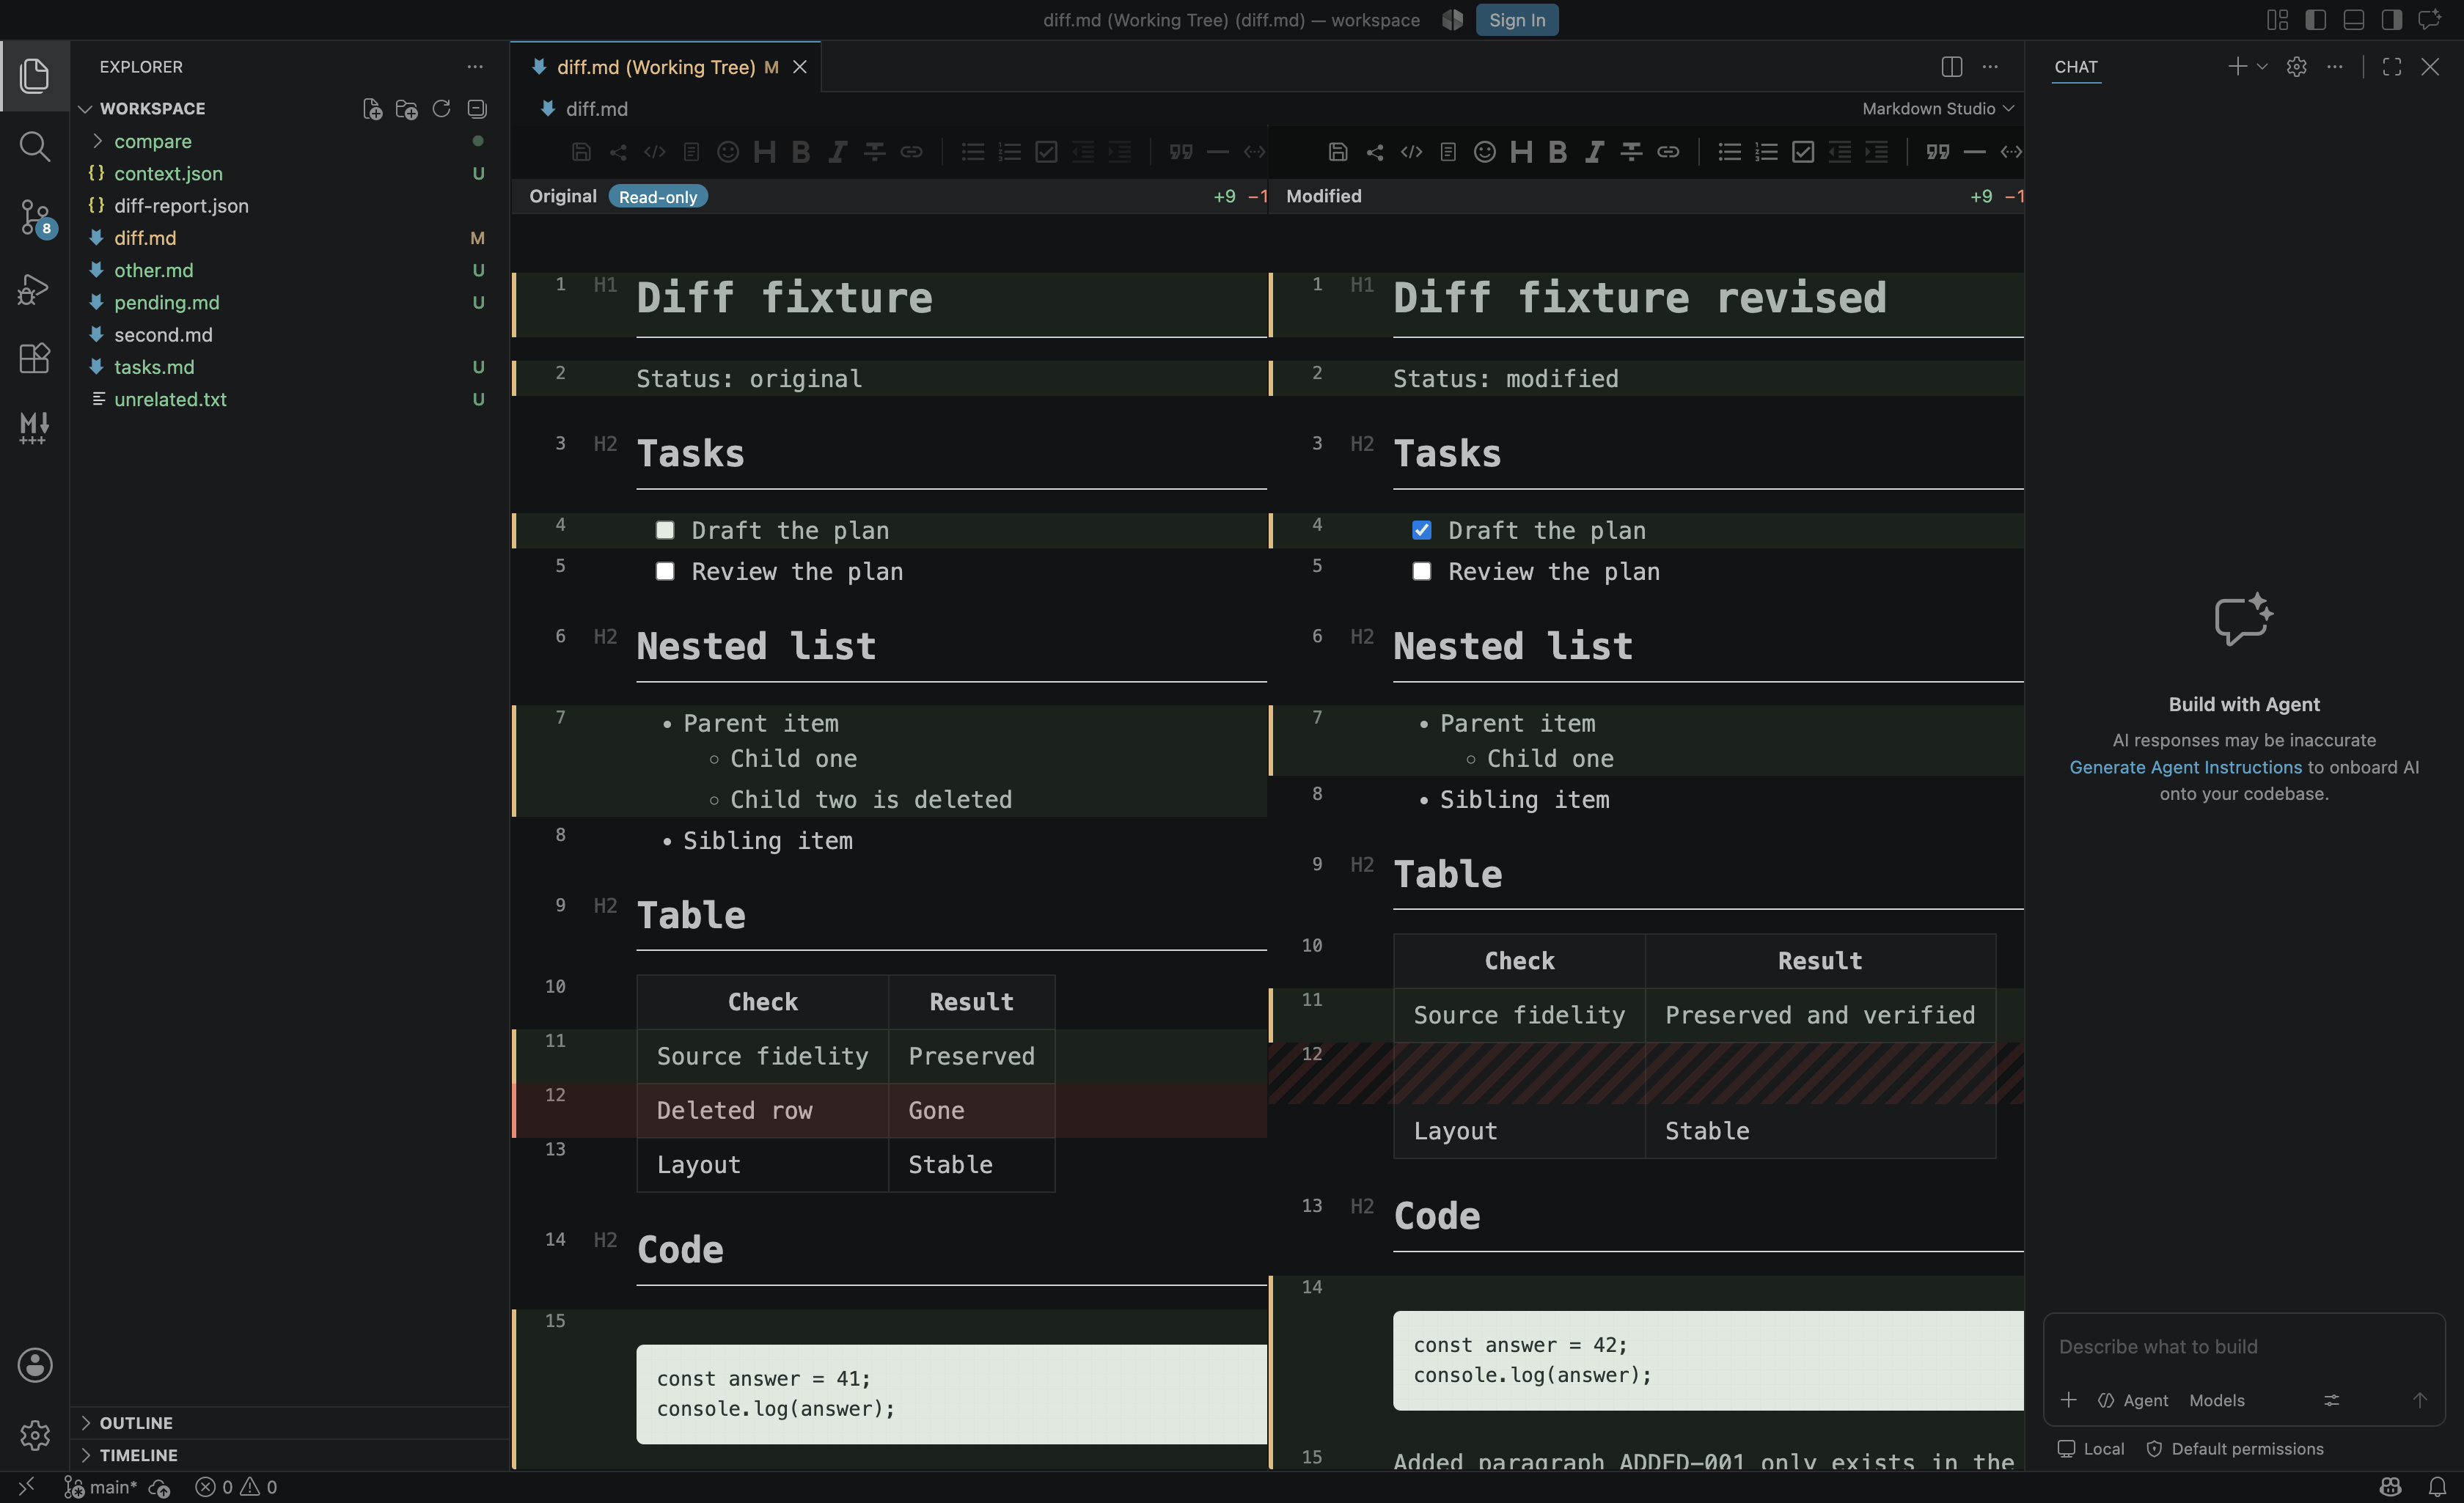 diff.md (Working Tree) (diff.md) — workspace
Sign In
EXPLORER
WORKSPACE
compare
{} context.json U
{} diff-report.json
diff.md M
other.md U
pending.md U
second.md
tasks.md U
unrelated.txt U
8
M
OUTLINE
TIMELINE
diff.md (Working Tree) M
diff.md
Markdown Studio
H B I
H B I
Original Read-only +9 −1
1 H1 Diff fixture
2 Status: original
3 H2 Tasks
4 Draft the plan
5 Review the plan
6 H2 Nested list
7 • Parent item
◦ Child one
◦ Child two is deleted
8 • Sibling item
9 H2 Table
10 Check Result
11 Source fidelity Preserved
12 Deleted row Gone
13 Layout Stable
14 H2 Code
15
const answer = 41;
console.log(answer);
Modified +9 −1
1 H1 Diff fixture revised
2 Status: modified
3 H2 Tasks
4 Draft the plan
5 Review the plan
6 H2 Nested list
7 • Parent item
◦ Child one
8 • Sibling item
9 H2 Table
10 Check Result
11 Source fidelity Preserved and verified
12
Layout Stable
13 H2 Code
14
const answer = 42;
console.log(answer);
15 Added paragraph ADDED-001 only exists in the
CHAT
Build with Agent
AI responses may be inaccurate
Generate Agent Instructions to onboard AI
onto your codebase.
Describe what to build
Agent Models
Local Default permissions
main* 0 0